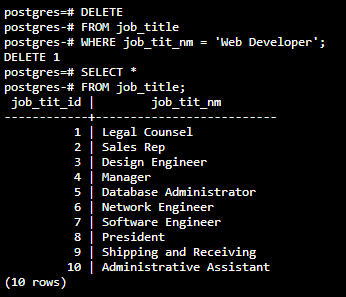 postgres=# DELETE
postgres-# FROM job_title
postgres-# WHERE job_tit_nm = 'Web Developer';
DELETE 1
postgres=# SELECT *
postgres-# FROM job_title;
 job_tit_id |        job_tit_nm
------------+--------------------------
          1 | Legal Counsel
          2 | Sales Rep
          3 | Design Engineer
          4 | Manager
          5 | Database Administrator
          6 | Network Engineer
          7 | Software Engineer
          8 | President
          9 | Shipping and Receiving
         10 | Administrative Assistant
(10 rows)